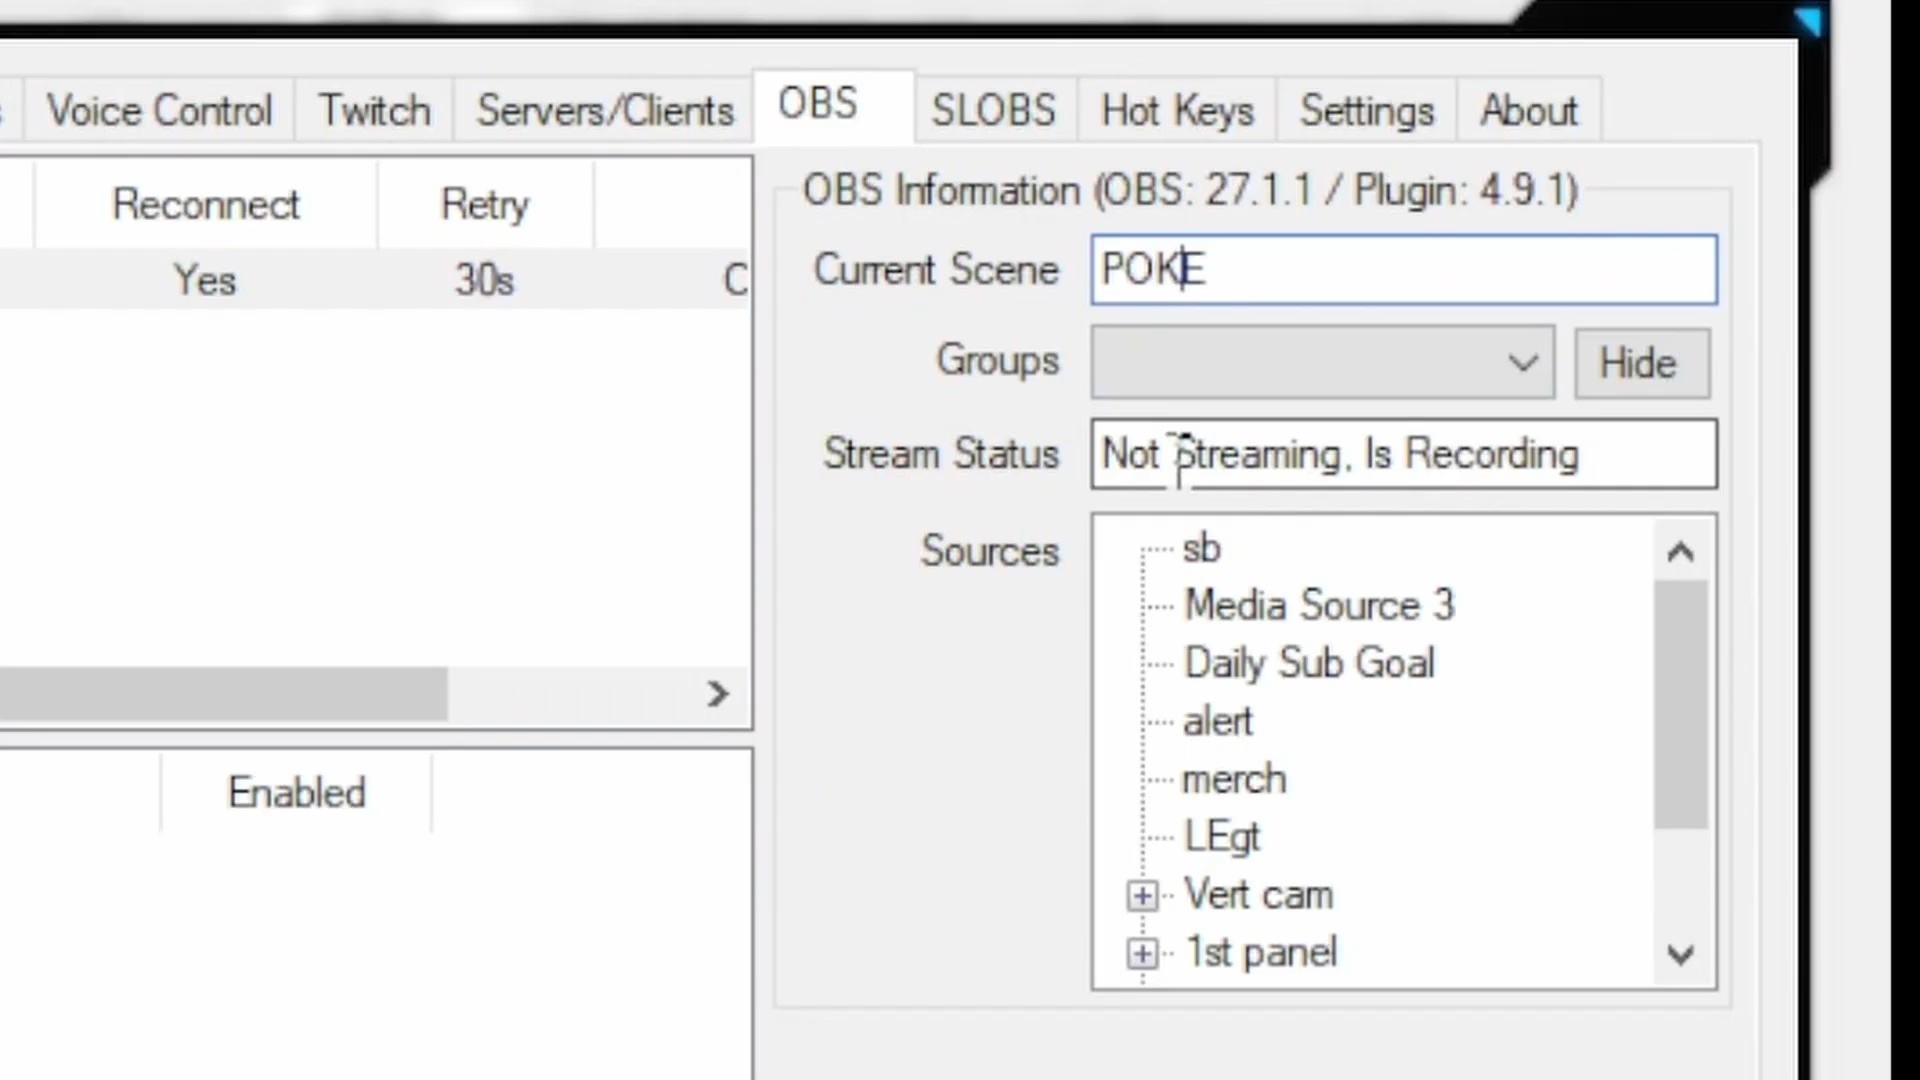 Voice Control Twitch Servers/Clients OBS SLOBS Hot Keys Settings About
Reconnect Retry
Yes 30s
OBS Information (OBS: 27.1.1 / Plugin: 4.9.1)
Current Scene POKE
Groups Hide
Stream Status Not Streaming, Is Recording
Sources
sb
Media Source 3
Daily Sub Goal
alert
merch
LEgt
Vert cam
1st panel
Enabled